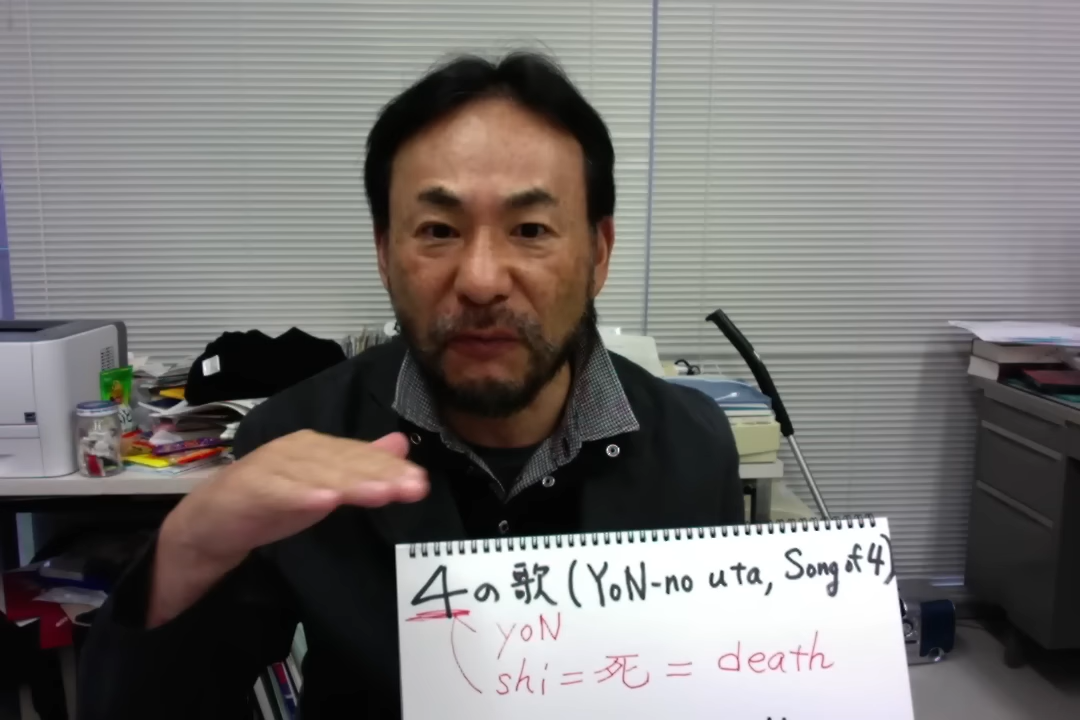 4の歌(YoN-no uta, Song of 4)
yoN
shi=死=death